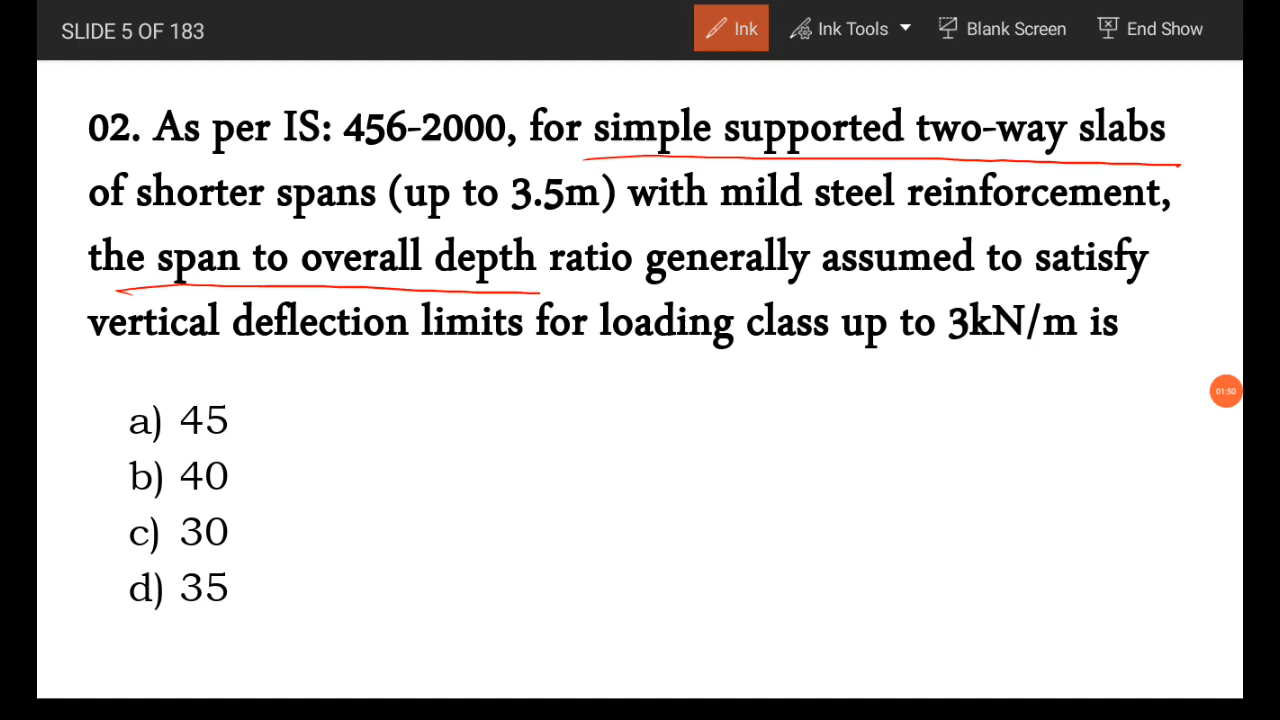 SLIDE 5 OF 183
Ink
Ink Tools
Blank Screen
End Show
02. As per IS: 456-2000, for simple supported two-way slabs
of shorter spans (up to 3.5m) with mild steel reinforcement,
the span to overall depth ratio generally assumed to satisfy
vertical deflection limits for loading class up to 3kN/m is
01:50
a) 45
b) 40
c) 30
d) 35